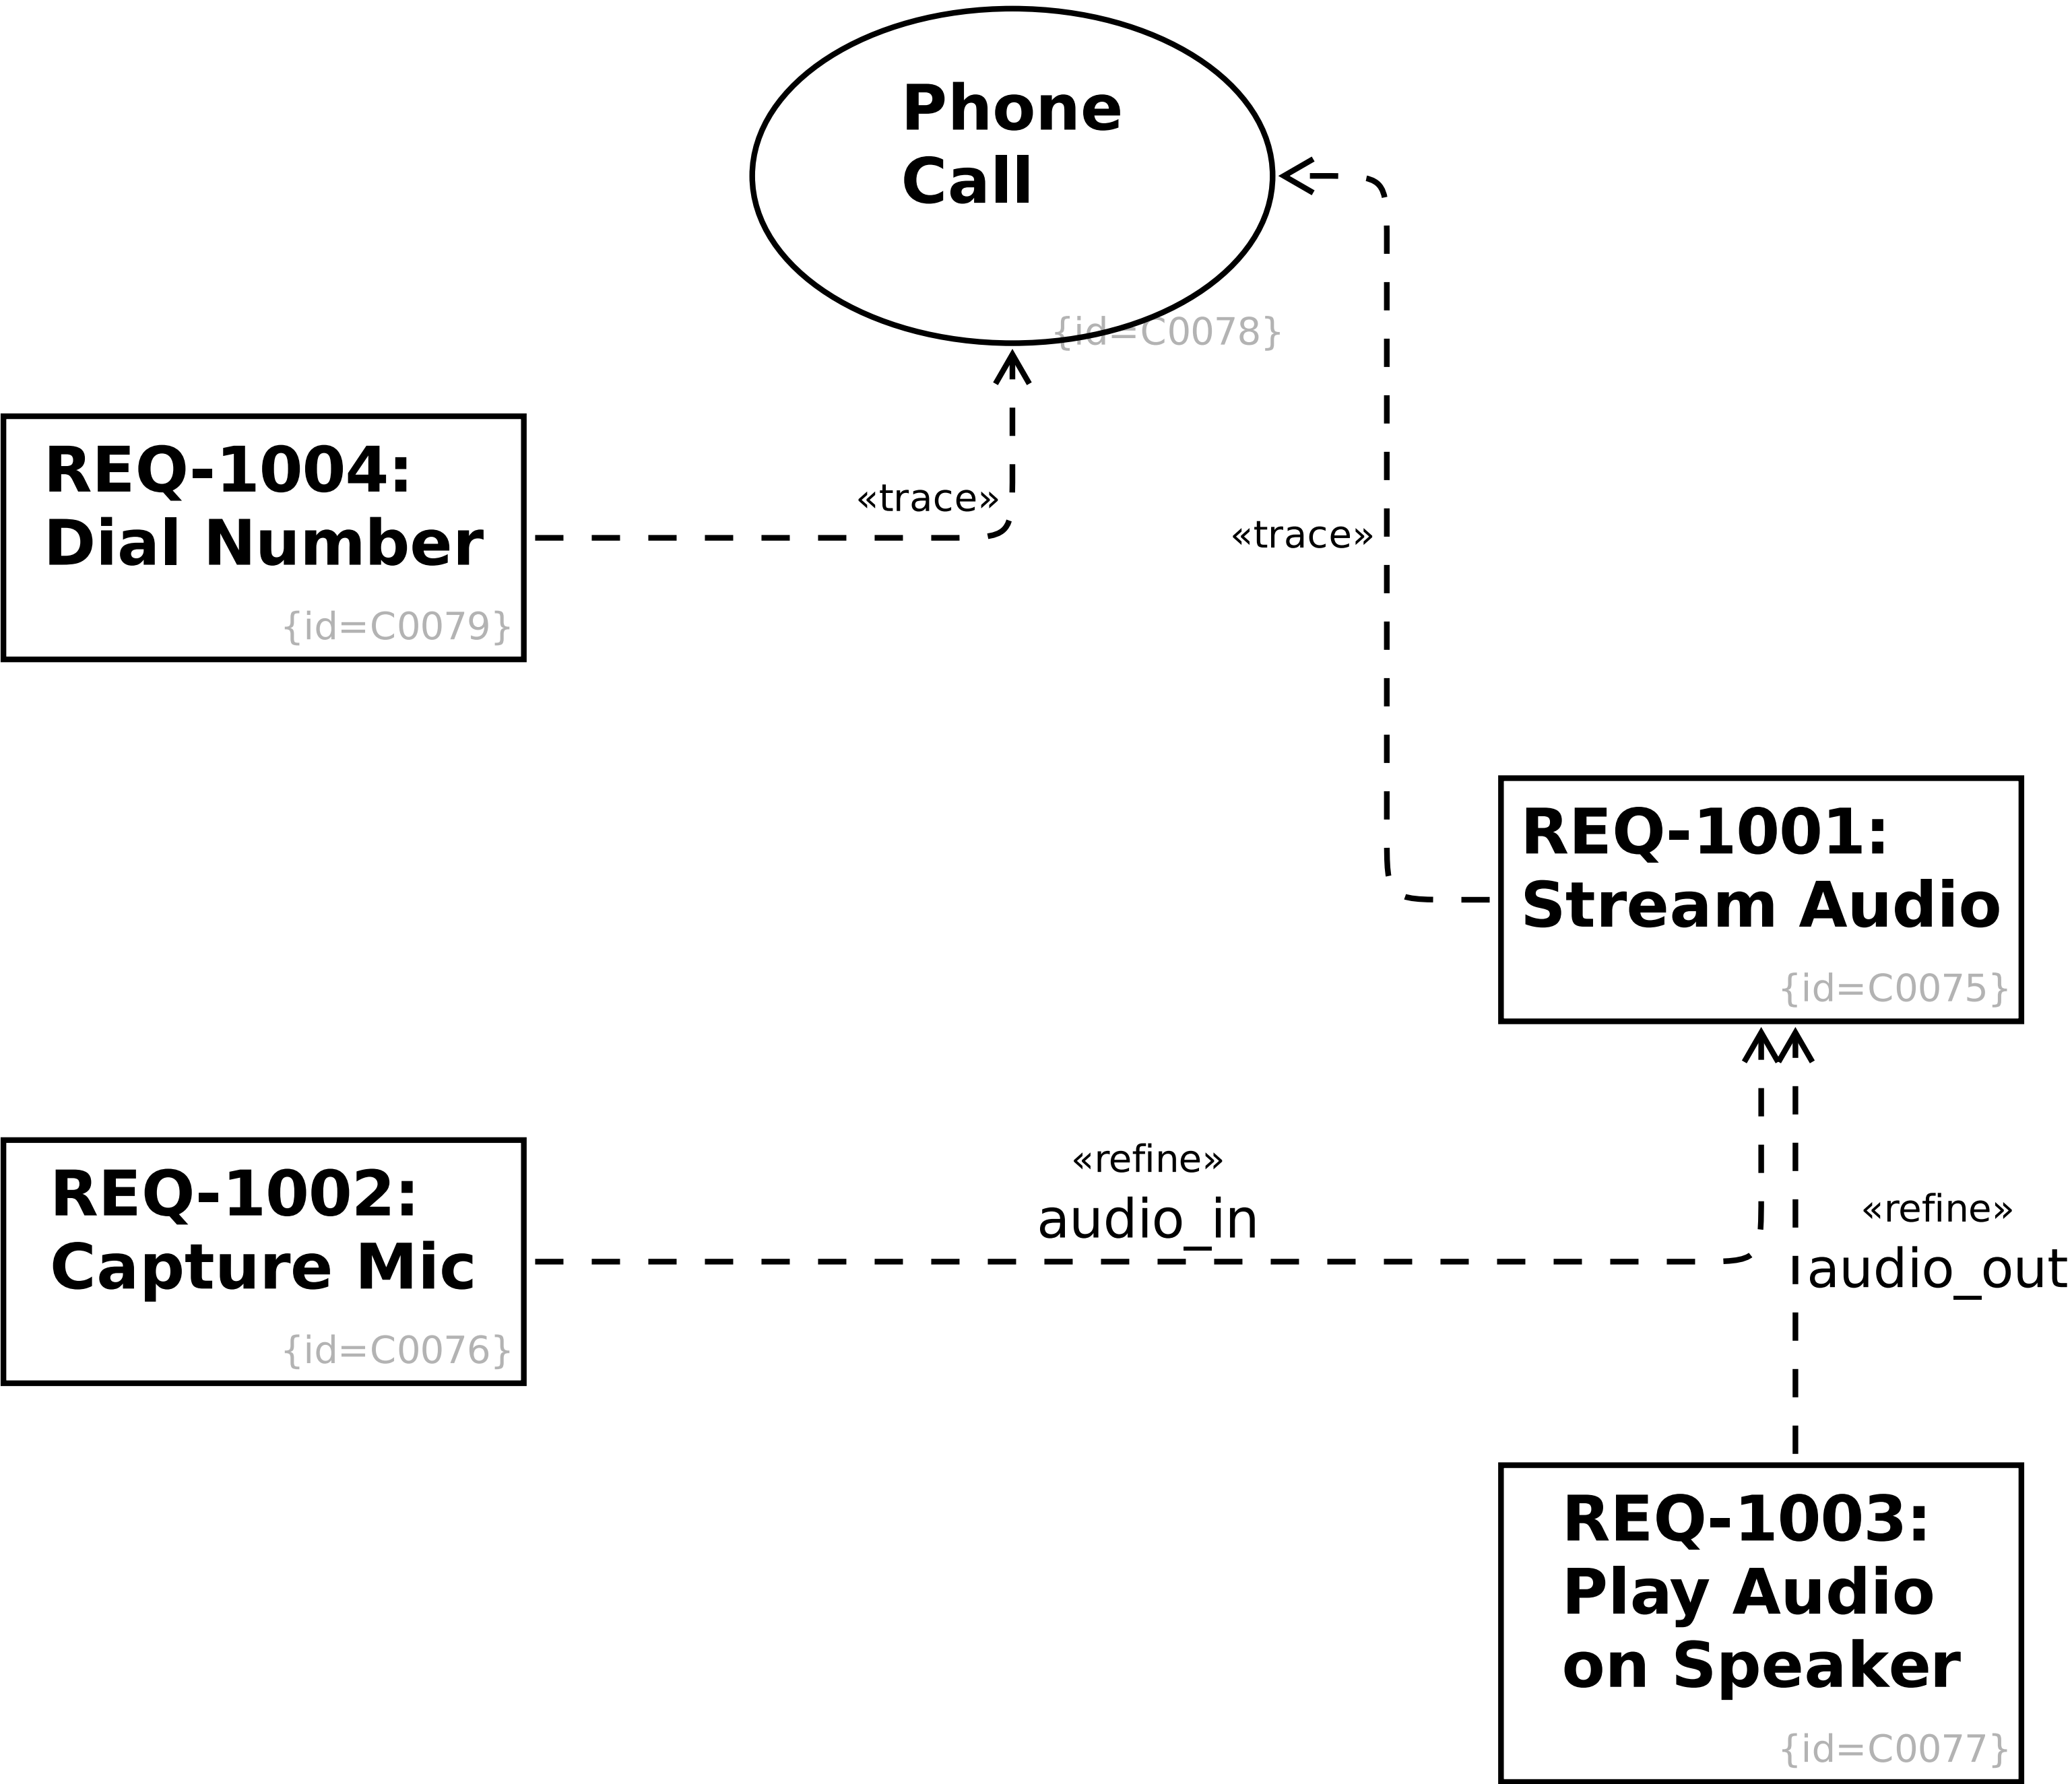 Phone
Call
{id=C0078}
REQ-1004:
Dial Number
{id=C0079}
«trace»
«trace»
REQ-1001:
Stream Audio
{id=C0075}
REQ-1002:
Capture Mic
{id=C0076}
«refine»
audio_in
«refine»
audio_out
REQ-1003:
Play Audio
on Speaker
{id=C0077}